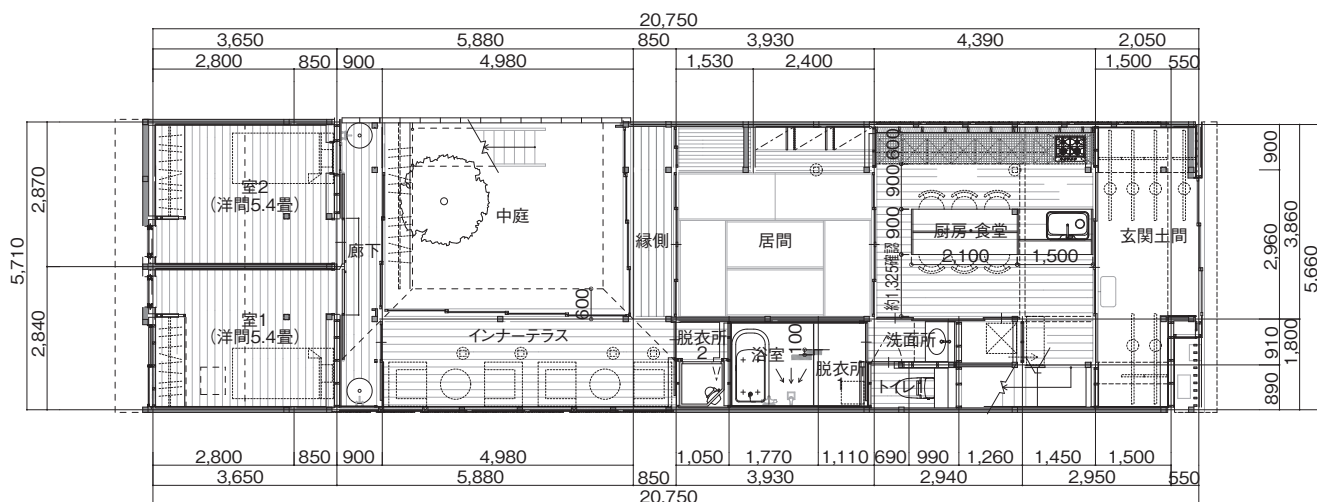 20,750
3,650 5,880 850 3,930 4,390 2,050
2,800 850 900 4,980 1,530 2,400 1,500 550
5,710
2,870
2,840
室2
(洋間5.4畳)
室1
(洋間5.4畳)
廊下
中庭
600
インナーテラス
縁側
居間
脱衣所
2
浴室
100
脱衣所
1
600
900
900
約1,325確認
厨房・食堂
2,100 1,500
洗面所
トイレ
玄関土間
900
2,960
910
890
3,860
1,800
5,660
2,800 850 900 4,980 1,050 1,770 1,110 690 990 1,260 1,450 1,500
3,650 5,880 850 3,930 2,940 2,950 550
20,750